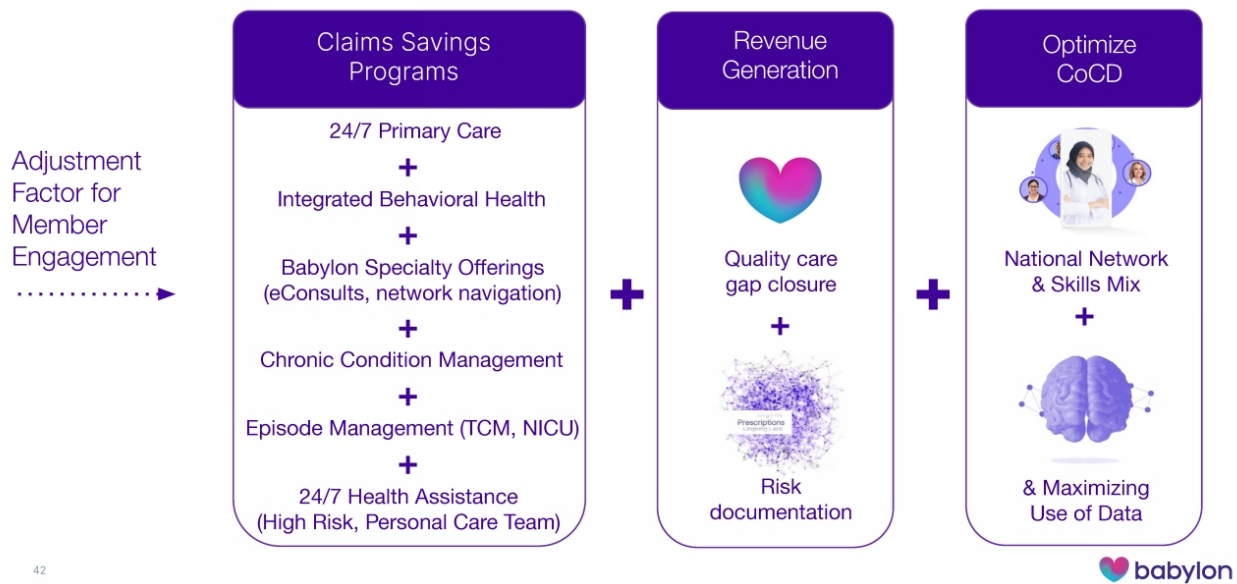 Adjustment
Factor for
Member
Engagement
Claims Savings
Programs
24/7 Primary Care
+
Integrated Behavioral Health
+
Babylon Specialty Offerings
(eConsults, network navigation)
+
Chronic Condition Management
+
Episode Management (TCM, NICU)
+
24/7 Health Assistance
(High Risk, Personal Care Team)
+
Revenue
Generation
Quality care
gap closure
+
Prescriptions
Ongoing Care
Risk
documentation
+
Optimize
CoCD
National Network
& Skills Mix
+
& Maximizing
Use of Data
42
babylon